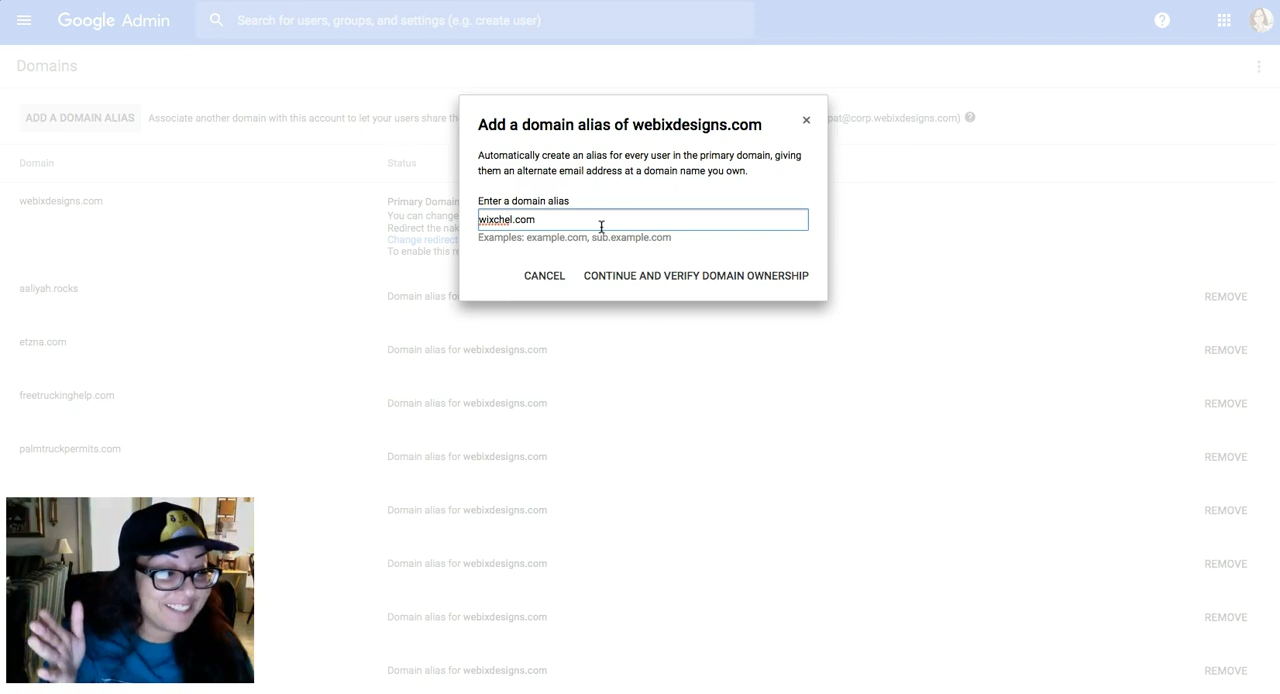 Google Admin
Search for users, groups, and settings (e.g. create user)
Domains
ADD A DOMAIN ALIAS
Associate another domain with this account to let your users share th
pat@corp.webixdesigns.com)
Domain
Status
webixdesigns.com
Primary Domain
You can change
Redirect the nak
Change redirect
To enable this re
Add a domain alias of webixdesigns.com
Automatically create an alias for every user in the primary domain, giving
them an alternate email address at a domain name you own.
Enter a domain alias
wixchel.com
Examples: example.com, sub.example.com
CANCEL
CONTINUE AND VERIFY DOMAIN OWNERSHIP
aaliyah.rocks
Domain alias fo
REMOVE
etzna.com
Domain alias for webixdesigns.com
REMOVE
freetruckinghelp.com
Domain alias for webixdesigns.com
REMOVE
palmtruckpermits.com
Domain alias for webixdesigns.com
REMOVE
Domain alias for webixdesigns.com
REMOVE
Domain alias for webixdesigns.com
REMOVE
Domain alias for webixdesigns.com
REMOVE
Domain alias for webixdesigns.com
REMOVE